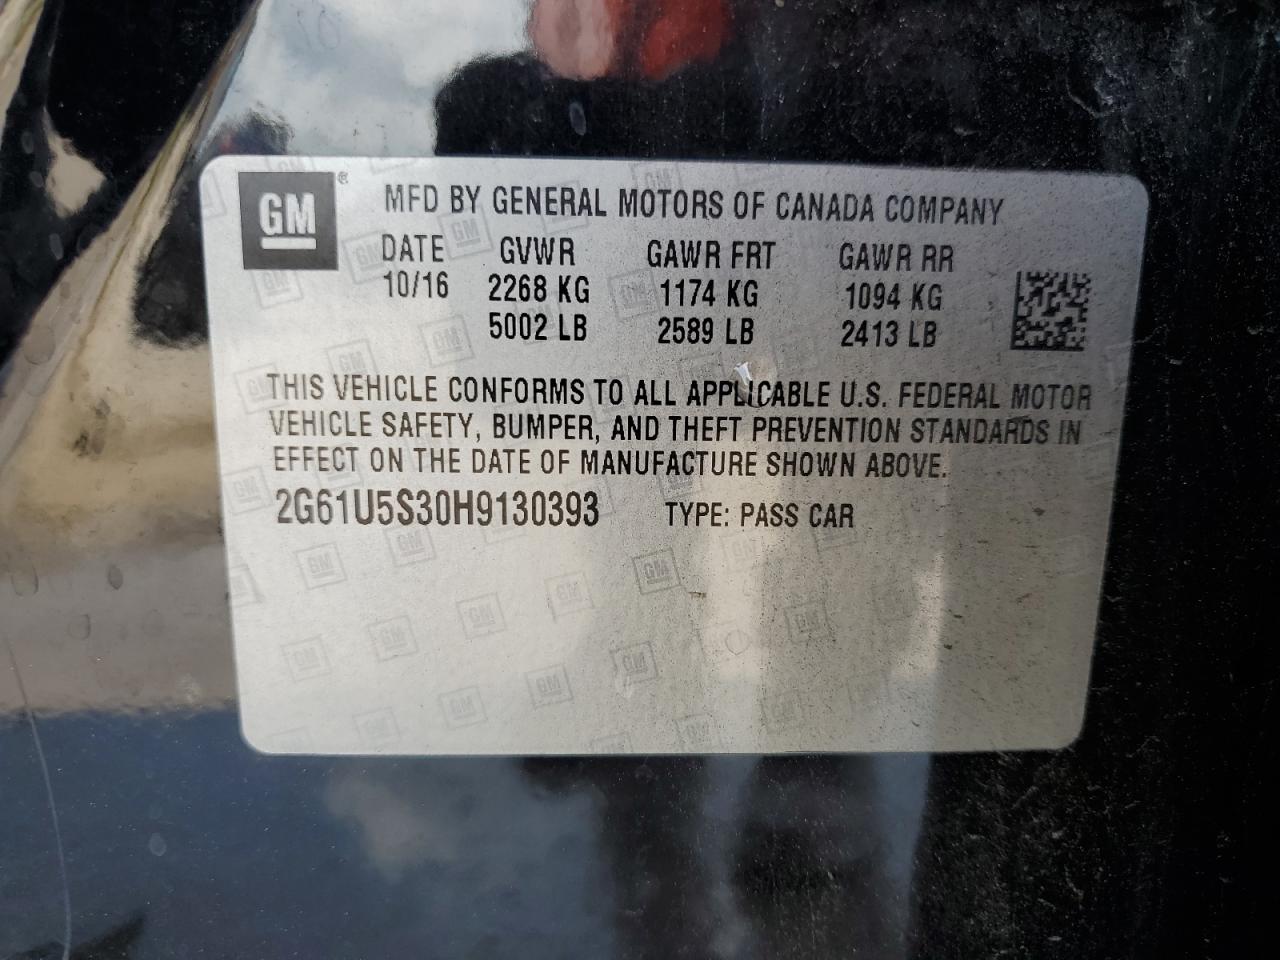 GM® MFD BY GENERAL MOTORS OF CANADA COMPANY
DATE GVWR GAWR FRT GAWR RR
10/16 2268 KG 1174 KG 1094 KG
5002 LB 2589 LB 2413 LB
THIS VEHICLE CONFORMS TO ALL APPLICABLE U.S. FEDERAL MOTOR
VEHICLE SAFETY, BUMPER, AND THEFT PREVENTION STANDARDS IN
EFFECT ON THE DATE OF MANUFACTURE SHOWN ABOVE.
2G61U5S30H9130393 TYPE: PASS CAR